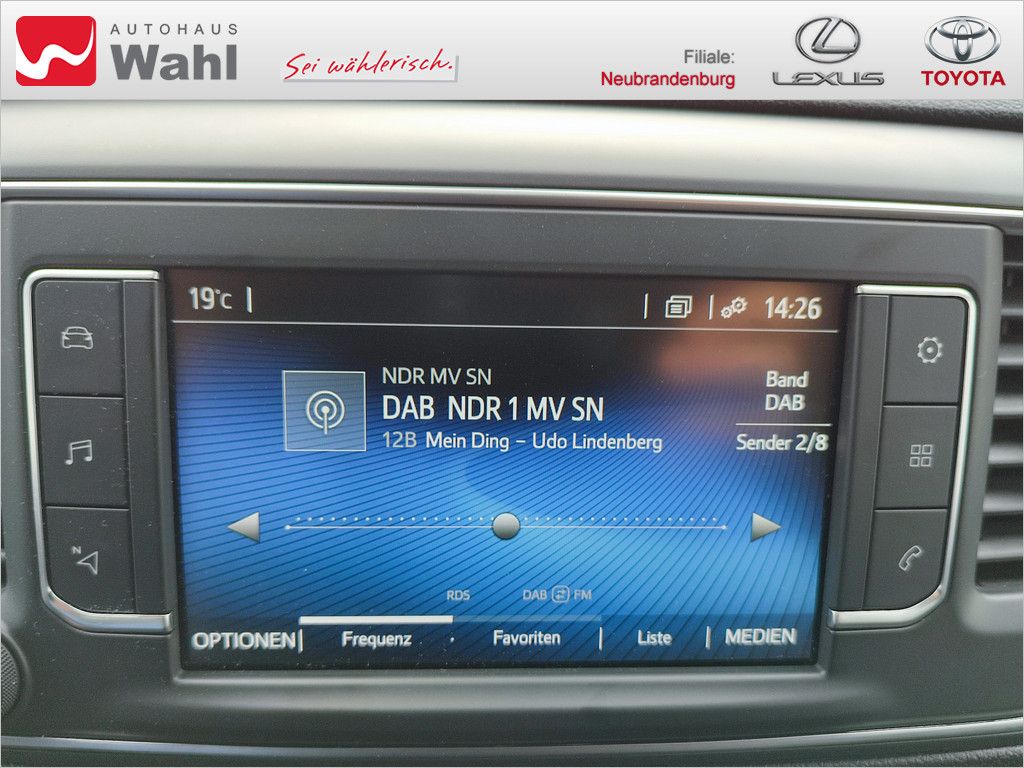 AUTOHAUS
Wahl
Sei wählerisch.
Filiale:
Neubrandenburg
LEXUS
TOYOTA
19°C
14:26
NDR MV SN
DAB NDR 1 MV SN
12B Mein Ding – Udo Lindenberg
Band
DAB
Sender 2/8
N
RDS DAB FM
OPTIONEN Frequenz Favoriten Liste MEDIEN